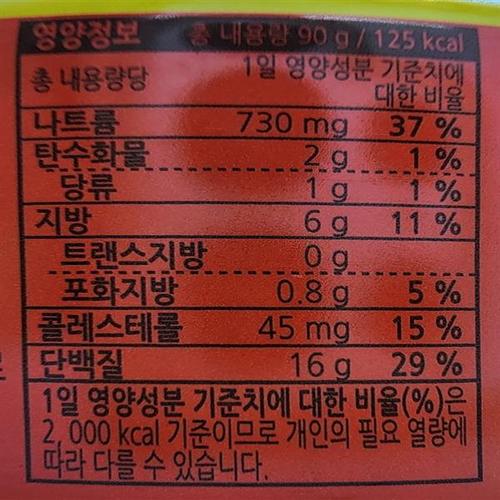 영양정보 총 내용량 90 g / 125 kcal
총 내용량당 1일 영양성분 기준치에
대한 비율
나트륨 730 mg 37 %
탄수화물 2 g 1 %
당류 1 g 1 %
지방 6 g 11 %
트랜스지방 0 g
포화지방 0.8 g 5 %
콜레스테롤 45 mg 15 %
단백질 16 g 29 %
1일 영양성분 기준치에 대한 비율(%)은
2, 000 kcal 기준이므로 개인의 필요 열량에
따라 다를 수 있습니다.